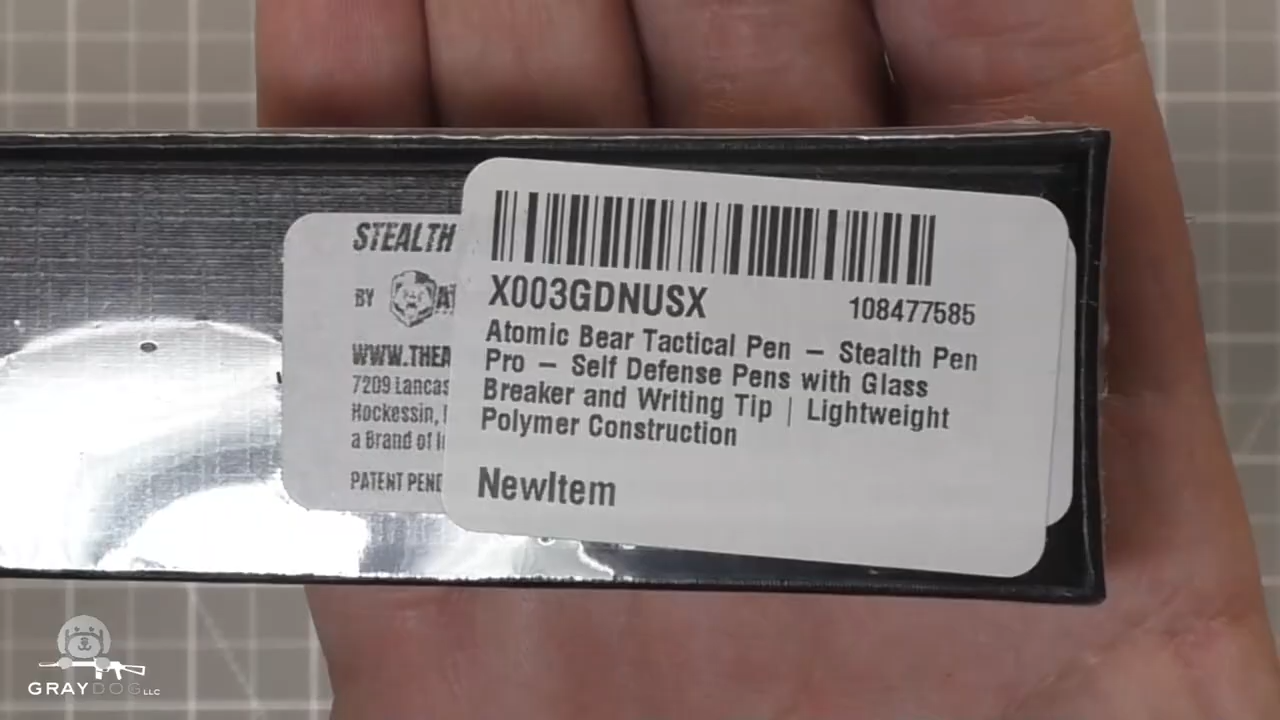 STEALTH
BY
WWW.THEA
7209 Lancas
Hockessin,
a Brand of
PATENT PEND
X003GDNUSX 108477585
Atomic Bear Tactical Pen – Stealth Pen
Pro – Self Defense Pens with Glass
Breaker and Writing Tip | Lightweight
Polymer Construction
NewItem
GRAYDOG LLC